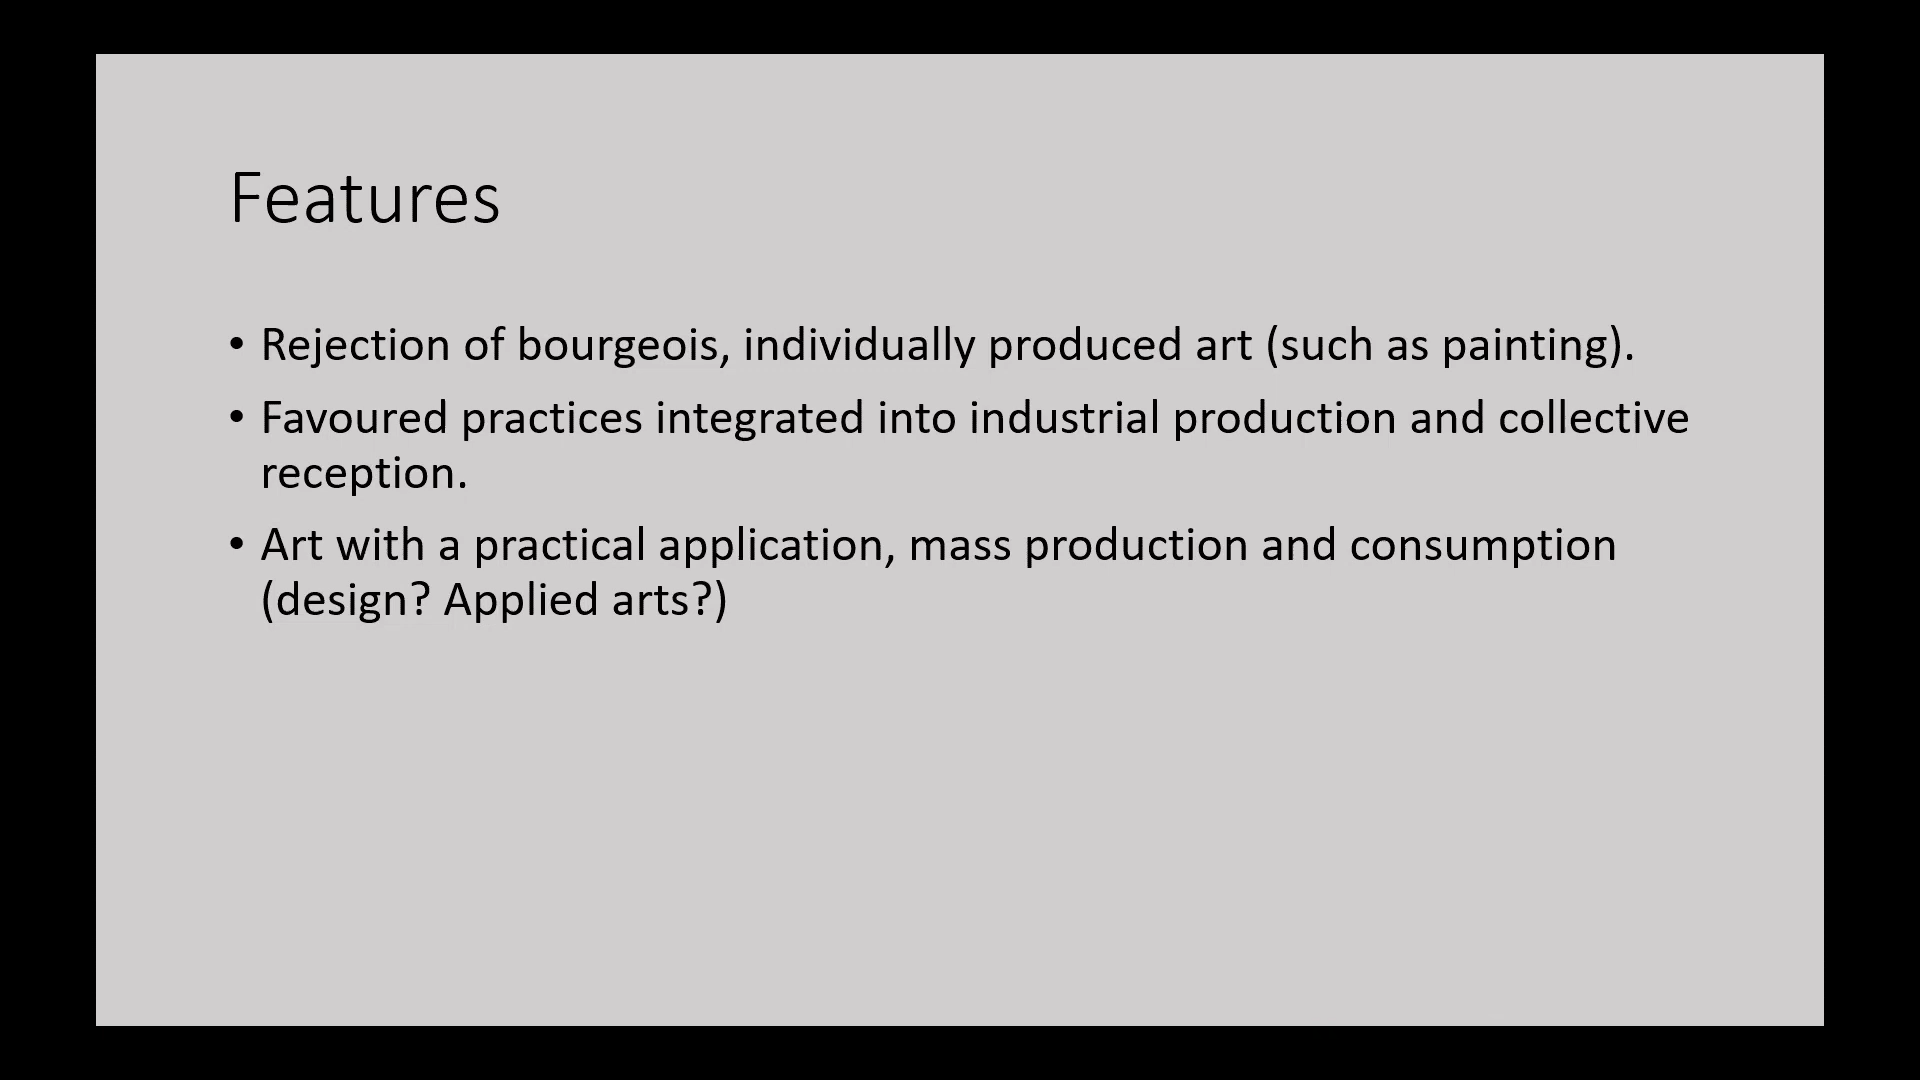 Features
• Rejection of bourgeois, individually produced art (such as painting).
• Favoured practices integrated into industrial production and collective
reception.
• Art with a practical application, mass production and consumption
(design? Applied arts?)